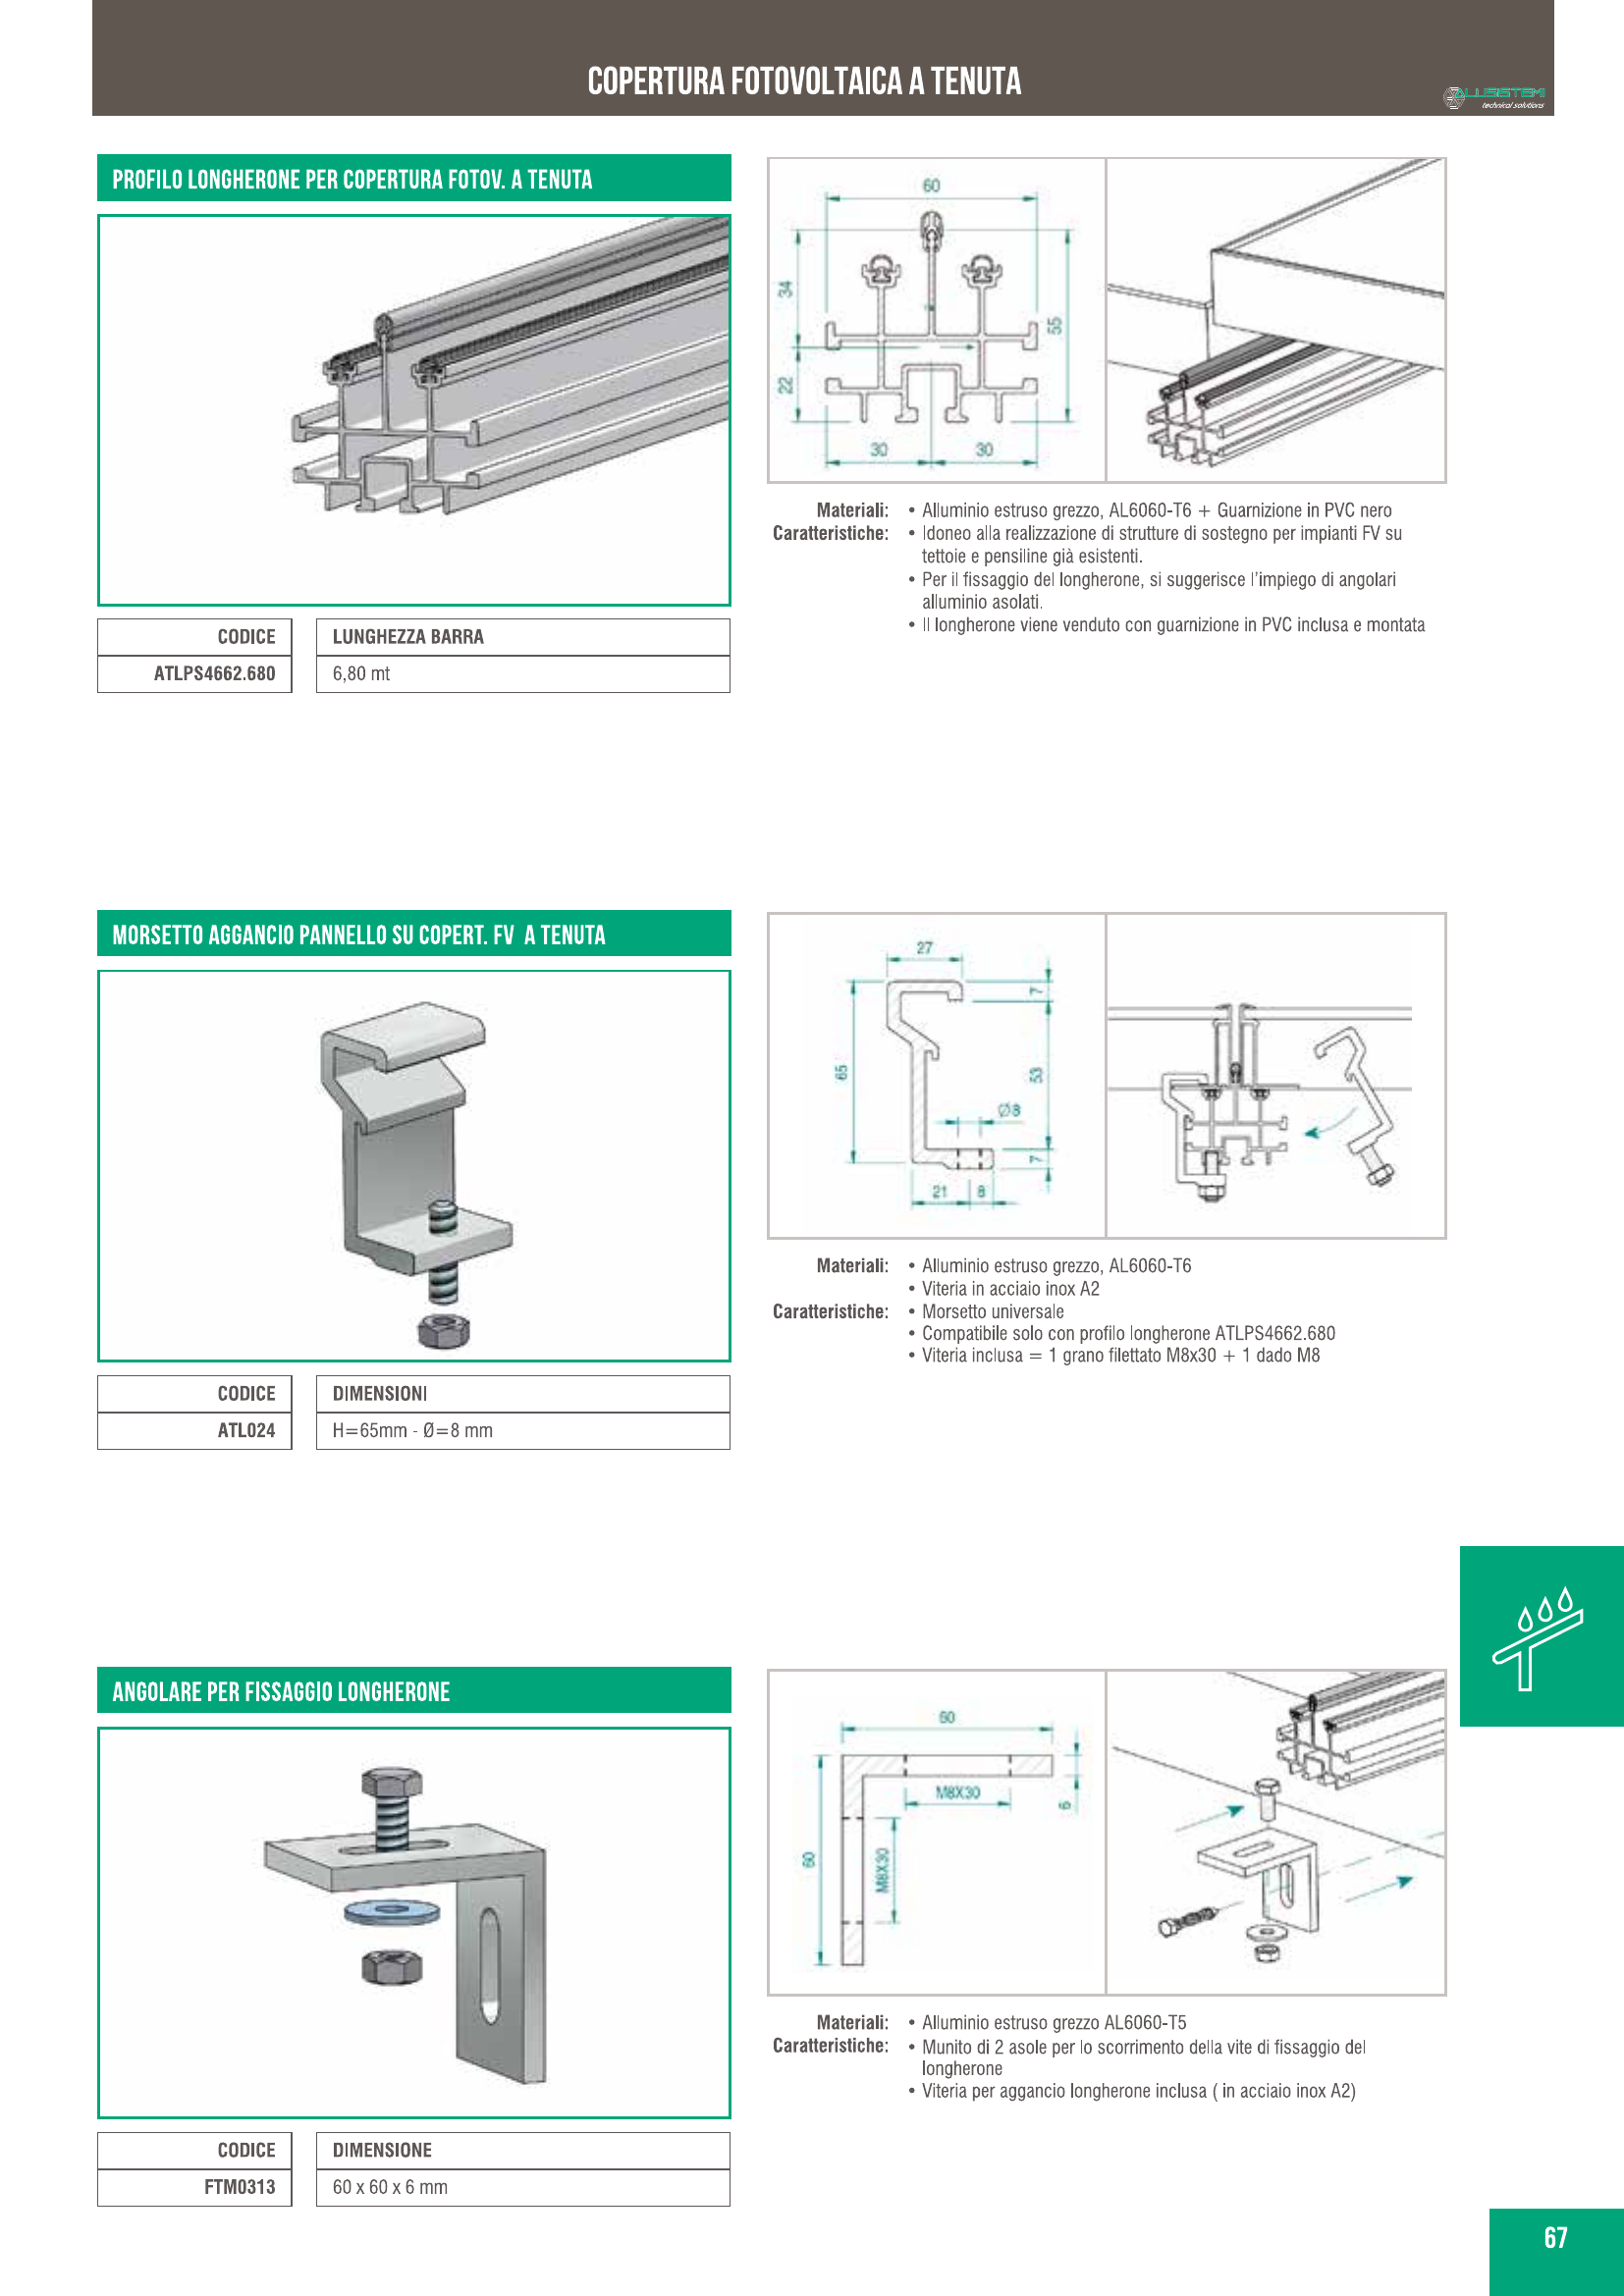 COPERTURA FOTOVOLTAICA A TENUTA
ALLSISTEMI
technical solutions
PROFILO LONGHERONE PER COPERTURA FOTOV. A TENUTA
60
34
55
22
30
30
Materiali: • Alluminio estruso grezzo, AL6060-T6 + Guarnizione in PVC nero
Caratteristiche: • Idoneo alla realizzazione di strutture di sostegno per impianti FV su
tettoie e pensiline già esistenti.
• Per il fissaggio del longherone, si suggerisce l'impiego di angolari
alluminio asolati.
• Il longherone viene venduto con guarnizione in PVC inclusa e montata
CODICE LUNGHEZZA BARRA
ATLPS4662.680 6,80 mt
MORSETTO AGGANCIO PANNELLO SU COPERT. FV A TENUTA
27
7
65
53
Ø8
7
21
8
Materiali: • Alluminio estruso grezzo, AL6060-T6
• Viteria in acciaio inox A2
Caratteristiche: • Morsetto universale
• Compatibile solo con profilo longherone ATLPS4662.680
• Viteria inclusa = 1 grano filettato M8x30 + 1 dado M8
CODICE DIMENSIONI
ATL024 H=65mm - Ø=8 mm
ANGOLARE PER FISSAGGIO LONGHERONE
60
M8X30
6
60
M8X30
Materiali: • Alluminio estruso grezzo AL6060-T5
Caratteristiche: • Munito di 2 asole per lo scorrimento della vite di fissaggio del
longherone
• Viteria per aggancio longherone inclusa ( in acciaio inox A2)
CODICE DIMENSIONE
FTM0313 60 x 60 x 6 mm
67